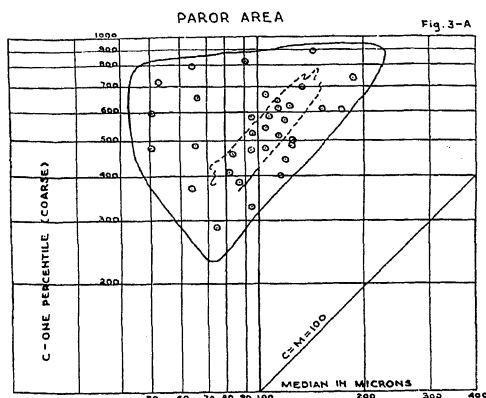 PAROR AREA
Fig. 3-A
1000
900
800
700
600
500
400
300
200
C - ONE PERCENTILE (COARSE)
C=M=100
MEDIAN IN MICRONS
50 60 70 80 90 100 200 300 400